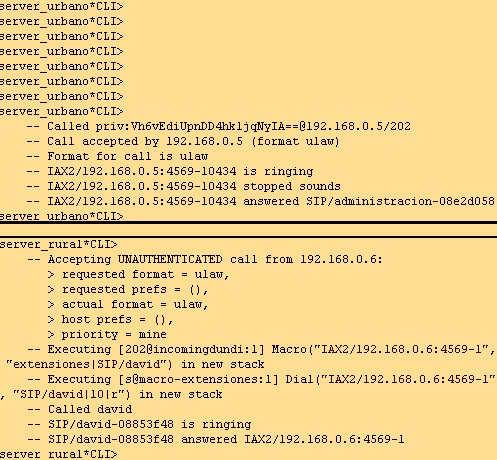 server_urbano*CLI>
server_urbano*CLI>
server_urbano*CLI>
server_urbano*CLI>
server_urbano*CLI>
server_urbano*CLI>
server_urbano*CLI>
server_urbano*CLI>
-- Called priv:Vh6vEdiUpnDD4hkljqNyIA==@192.168.0.5/202
-- Call accepted by 192.168.0.5 (format ulaw)
-- Format for call is ulaw
-- IAX2/192.168.0.5:4569-10434 is ringing
-- IAX2/192.168.0.5:4569-10434 stopped sounds
-- IAX2/192.168.0.5:4569-10434 answered SIP/administracion-08e2d058
server_urbano*CLI>
server_rural*CLI>
-- Accepting UNAUTHENTICATED call from 192.168.0.6:
> requested format = ulaw,
> requested prefs = (),
> actual format = ulaw,
> host prefs = (),
> priority = mine
-- Executing [202@incomingdundi:1] Macro("IAX2/192.168.0.6:4569-1",
"extensiones|SIP/david") in new stack
-- Executing [s@macro-extensiones:1] Dial("IAX2/192.168.0.6:4569-1"
, "SIP/david|10|r") in new stack
-- Called david
-- SIP/david-08853f48 is ringing
-- SIP/david-08853f48 answered IAX2/192.168.0.6:4569-1
server_rural*CLI>